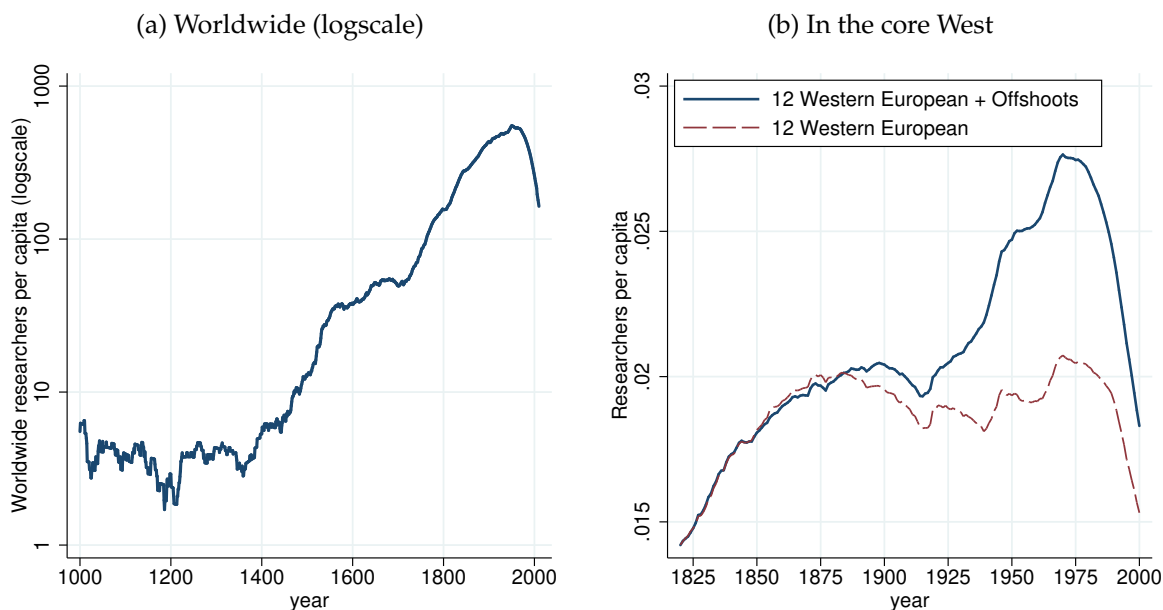 (a) Worldwide (logscale)
Worldwide researchers per capita (logscale)
1000
100
10
1
1000 1200 1400 1600 1800 2000
year
(b) In the core West
12 Western European + Offshoots
12 Western European
Researchers per capita
.03
.025
.02
.015
1825 1850 1875 1900 1925 1950 1975 2000
year